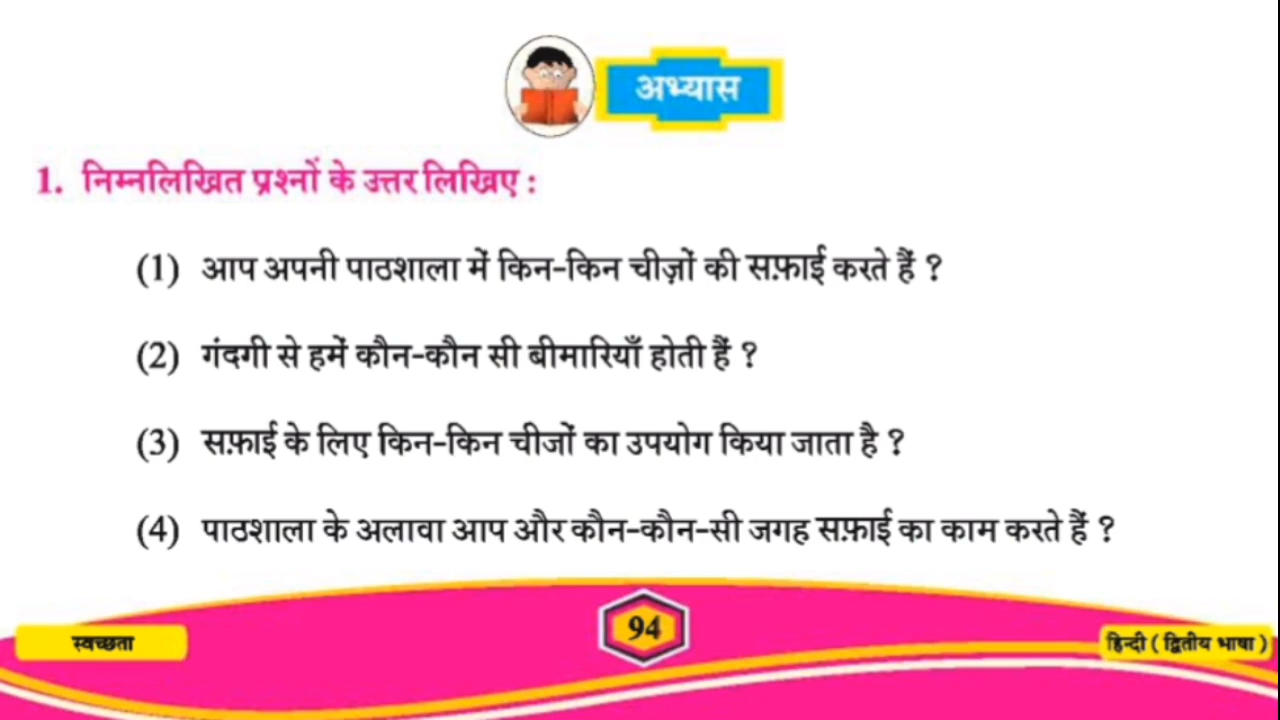 अभ्यास
1. निम्नलिखित प्रश्नों के उत्तर लिखिए :
(1) आप अपनी पाठशाला में किन-किन चीज़ों की सफ़ाई करते हैं ?
(2) गंदगी से हमें कौन-कौन सी बीमारियाँ होती हैं ?
(3) सफ़ाई के लिए किन-किन चीजों का उपयोग किया जाता है ?
(4) पाठशाला के अलावा आप और कौन-कौन-सी जगह सफ़ाई का काम करते हैं ?
स्वच्छता
94
हिन्दी ( द्वितीय भाषा )